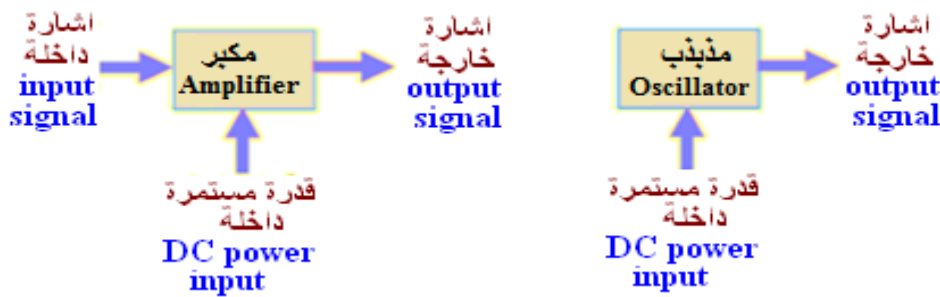 اشارة
داخلة
input
signal
مكبر
Amplifier
اشارة
خارجة
output
signal
قدرة مستمرة
داخلة
DC power
input
مذبذب
Oscillator
اشارة
خارجة
output
signal
قدرة مستمرة
داخلة
DC power
input